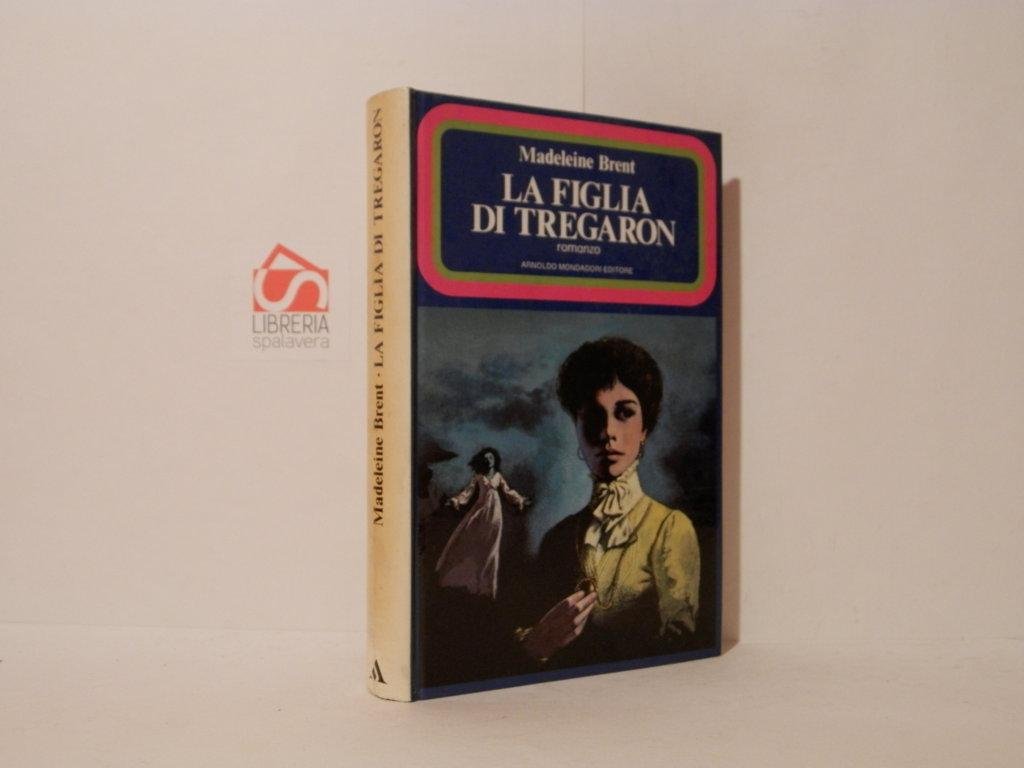 Madeleine Brent
LA FIGLIA
DI TREGARON
romanzo
ARNOLDO MONDADORI EDITORE
Madeleine Brent · LA FIGLIA DI TREGARON
LIBRERIA
spalavera